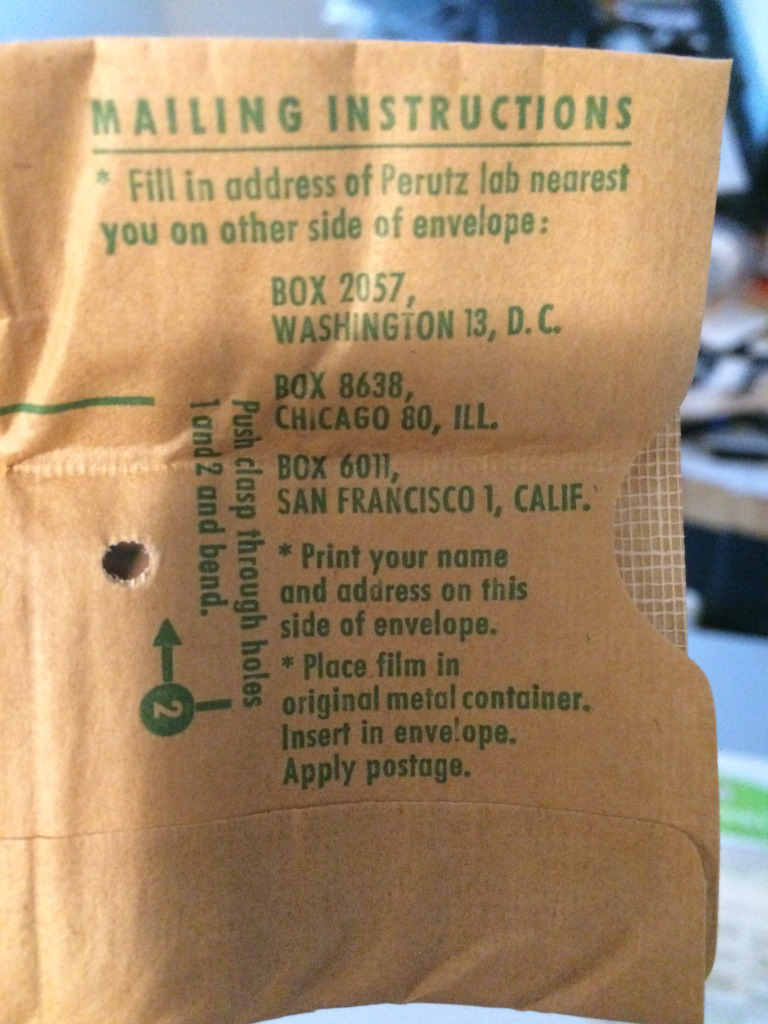 MAILING INSTRUCTIONS
* Fill in address of Perutz lab nearest
you on other side of envelope:
BOX 2057,
WASHINGTON 13, D.C.
BOX 8638,
CHICAGO 80, ILL.
BOX 6011,
SAN FRANCISCO 1, CALIF.
* Print your name
and address on this
side of envelope.
* Place film in
original metal container.
Insert in envelope.
Apply postage.
Push clasp through holes
1 and 2 and bend.
2